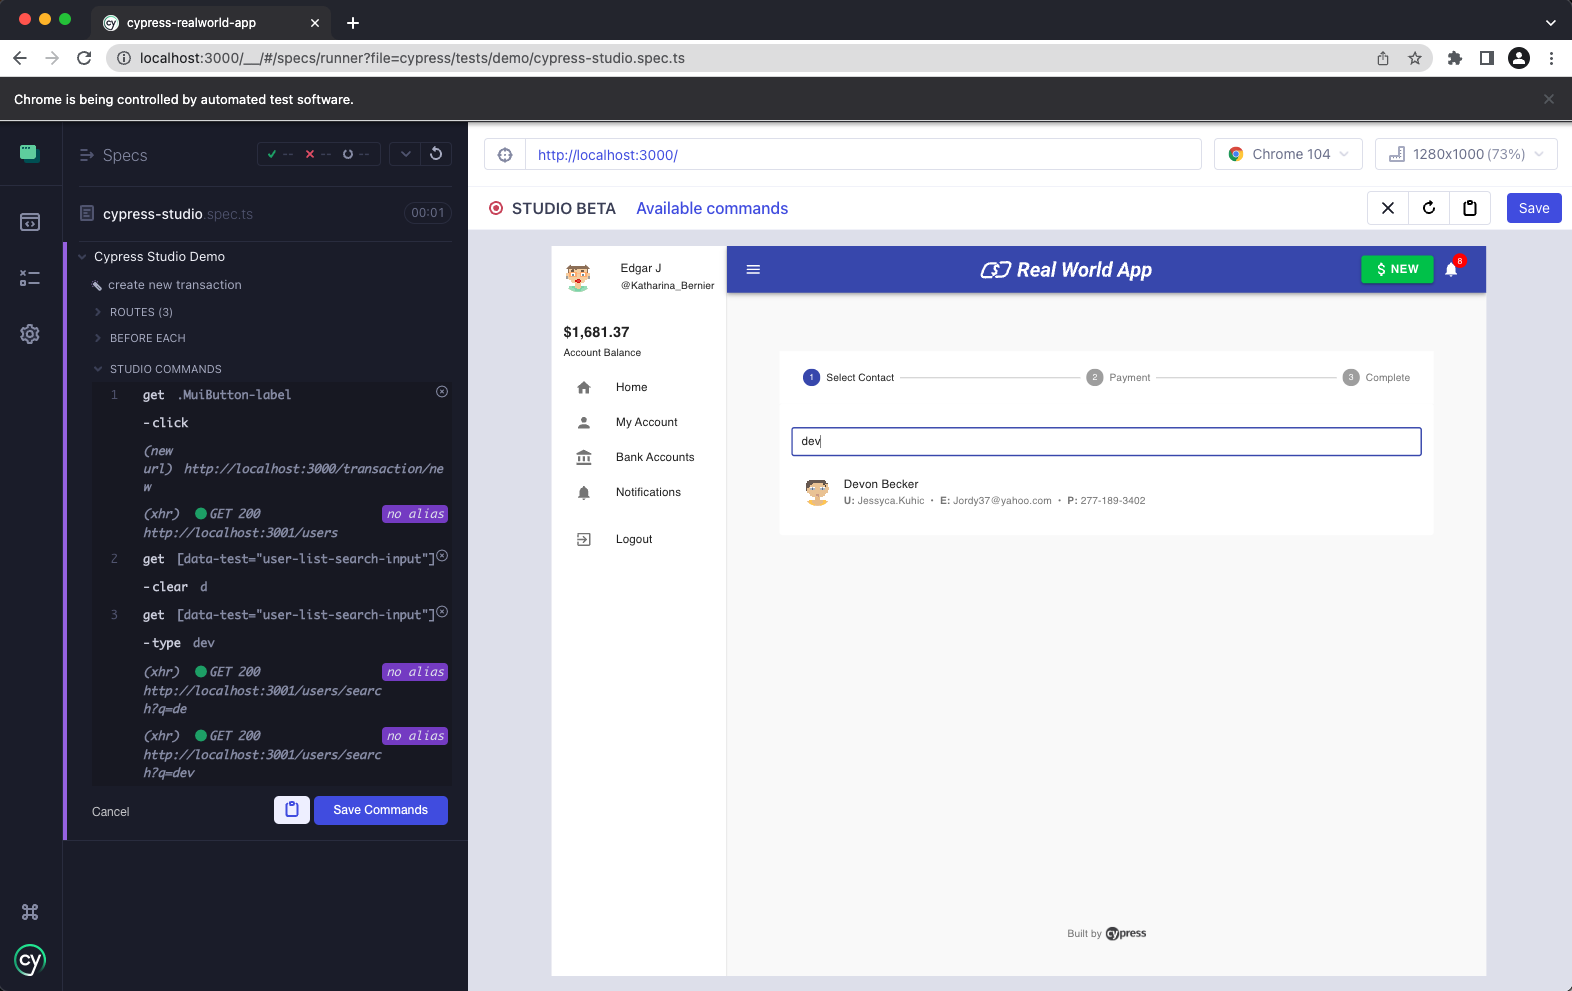 cypress-realworld-app
localhost:3000/__/#/specs/runner?file=cypress/tests/demo/cypress-studio.spec.ts
Chrome is being controlled by automated test software.
Specs
-- -- --
cypress-studio.spec.ts 00:01
Cypress Studio Demo
create new transaction
ROUTES (3)
BEFORE EACH
STUDIO COMMANDS
1 get .MuiButton-label
-click
(new
url) http://localhost:3000/transaction/ne
w
(xhr) GET 200 no alias
http://localhost:3001/users
2 get [data-test="user-list-search-input"]
-clear d
3 get [data-test="user-list-search-input"]
-type dev
(xhr) GET 200 no alias
http://localhost:3001/users/searc
h?q=de
(xhr) GET 200 no alias
http://localhost:3001/users/searc
h?q=dev
Cancel Save Commands
cy
http://localhost:3000/ Chrome 104 1280x1000 (73%)
STUDIO BETA Available commands Save
Edgar J
@Katharina_Bernier
$1,681.37
Account Balance
Home
My Account
Bank Accounts
Notifications
Logout
Real World App $ NEW 8
1 Select Contact 2 Payment 3 Complete
dev
Devon Becker
U: Jessyca.Kuhic • E: Jordy37@yahoo.com • P: 277-189-3402
Built by cypress